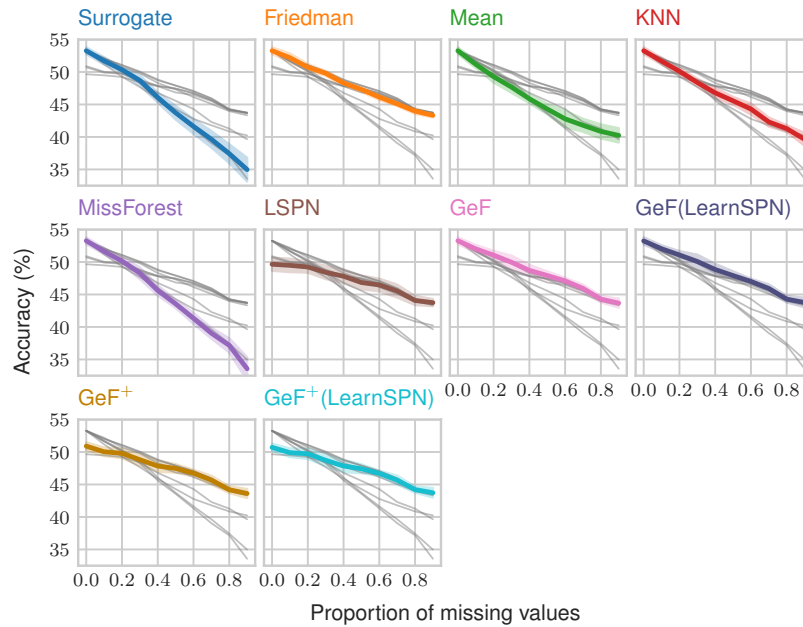 Surrogate Friedman Mean KNN
55
50
45
40
35
MissForest LSPN GeF GeF(LearnSPN)
55
50
45
40
35
0.0 0.2 0.4 0.6 0.8 0.0 0.2 0.4 0.6 0.8
GeF⁺ GeF⁺(LearnSPN)
55
50
45
40
35
0.0 0.2 0.4 0.6 0.8 0.0 0.2 0.4 0.6 0.8
Accuracy (%)
Proportion of missing values